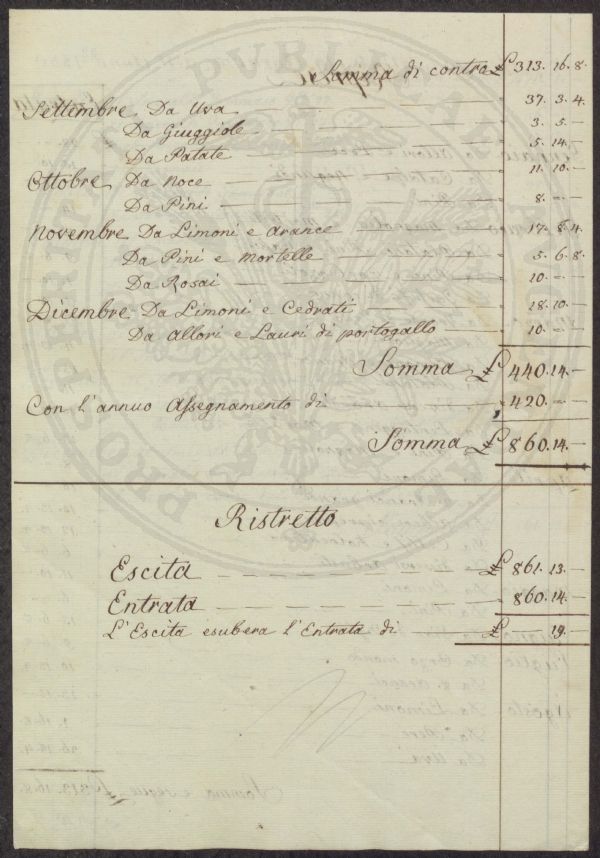 Somma di contro £ 313. 16. 8.
Settembre Da Uva 37. 3. 4.
Da Giuggiole 3. 5. -
Da Patate 5. 14. -
Ottobre Da Noce 11. 10. -
Da Pini 8. - -
Novembre Da Limoni e Arance 17. 8. 4.
Da Pini e Mortelle 5. 6. 8.
Da Rosai 10. - -
Dicembre Da Limoni e Cedrati 18. 10. -
Da Allori e Lauri di portogallo 10. - -
Somma £ 440. 14. -
Con l'annuo Assegnamento di 420. - -
Somma £ 860. 14. -
Ristretto
Escita £ 861. 13. -
Entrata 860. 14. -
L'Escita esubera l'Entrata di £ - 19. -